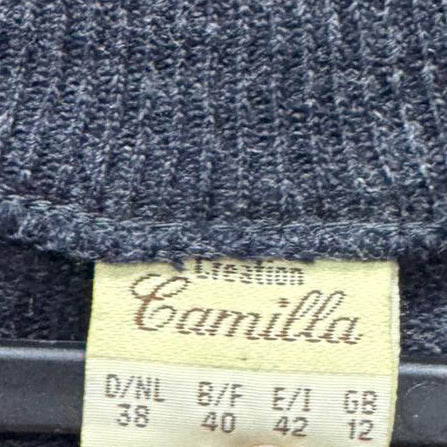 Creation
Camilla
D/NL B/F E/I GB
38 40 42 12